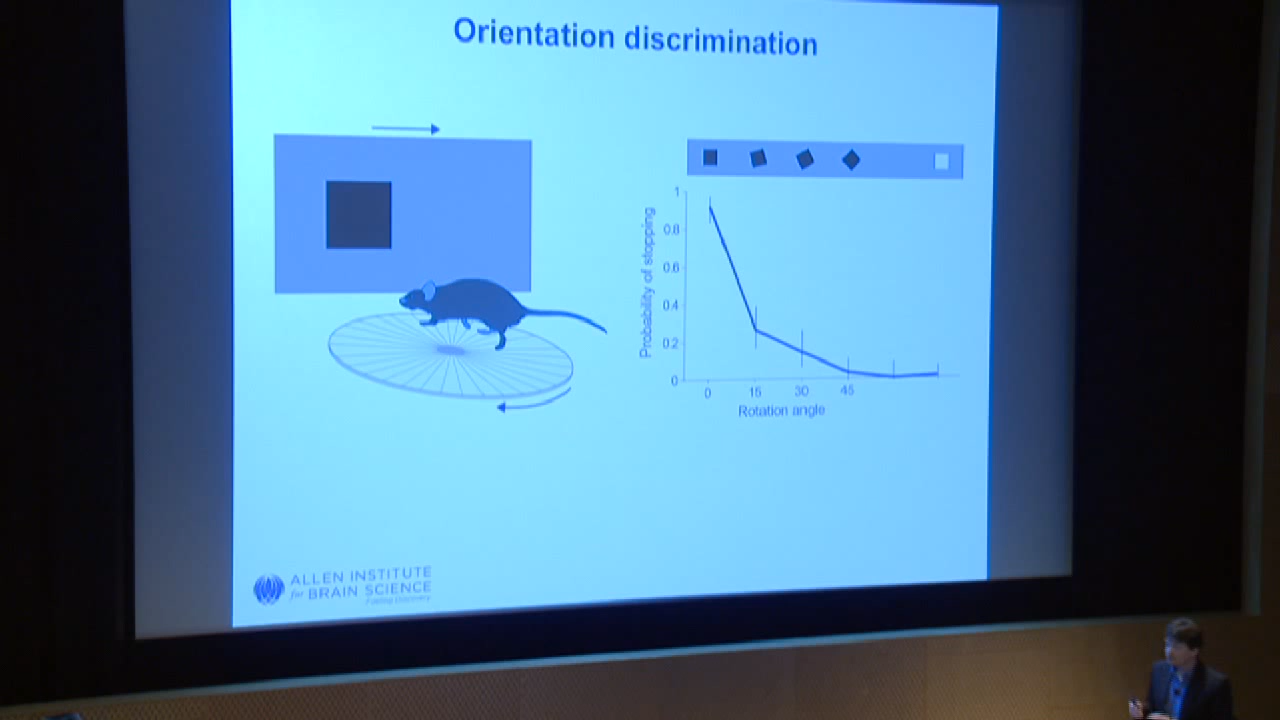 Orientation discrimination
Probability of stopping
1
0.8
0.6
0.4
0.2
0
0 15 30 45
Rotation angle
ALLEN INSTITUTE
for BRAIN SCIENCE